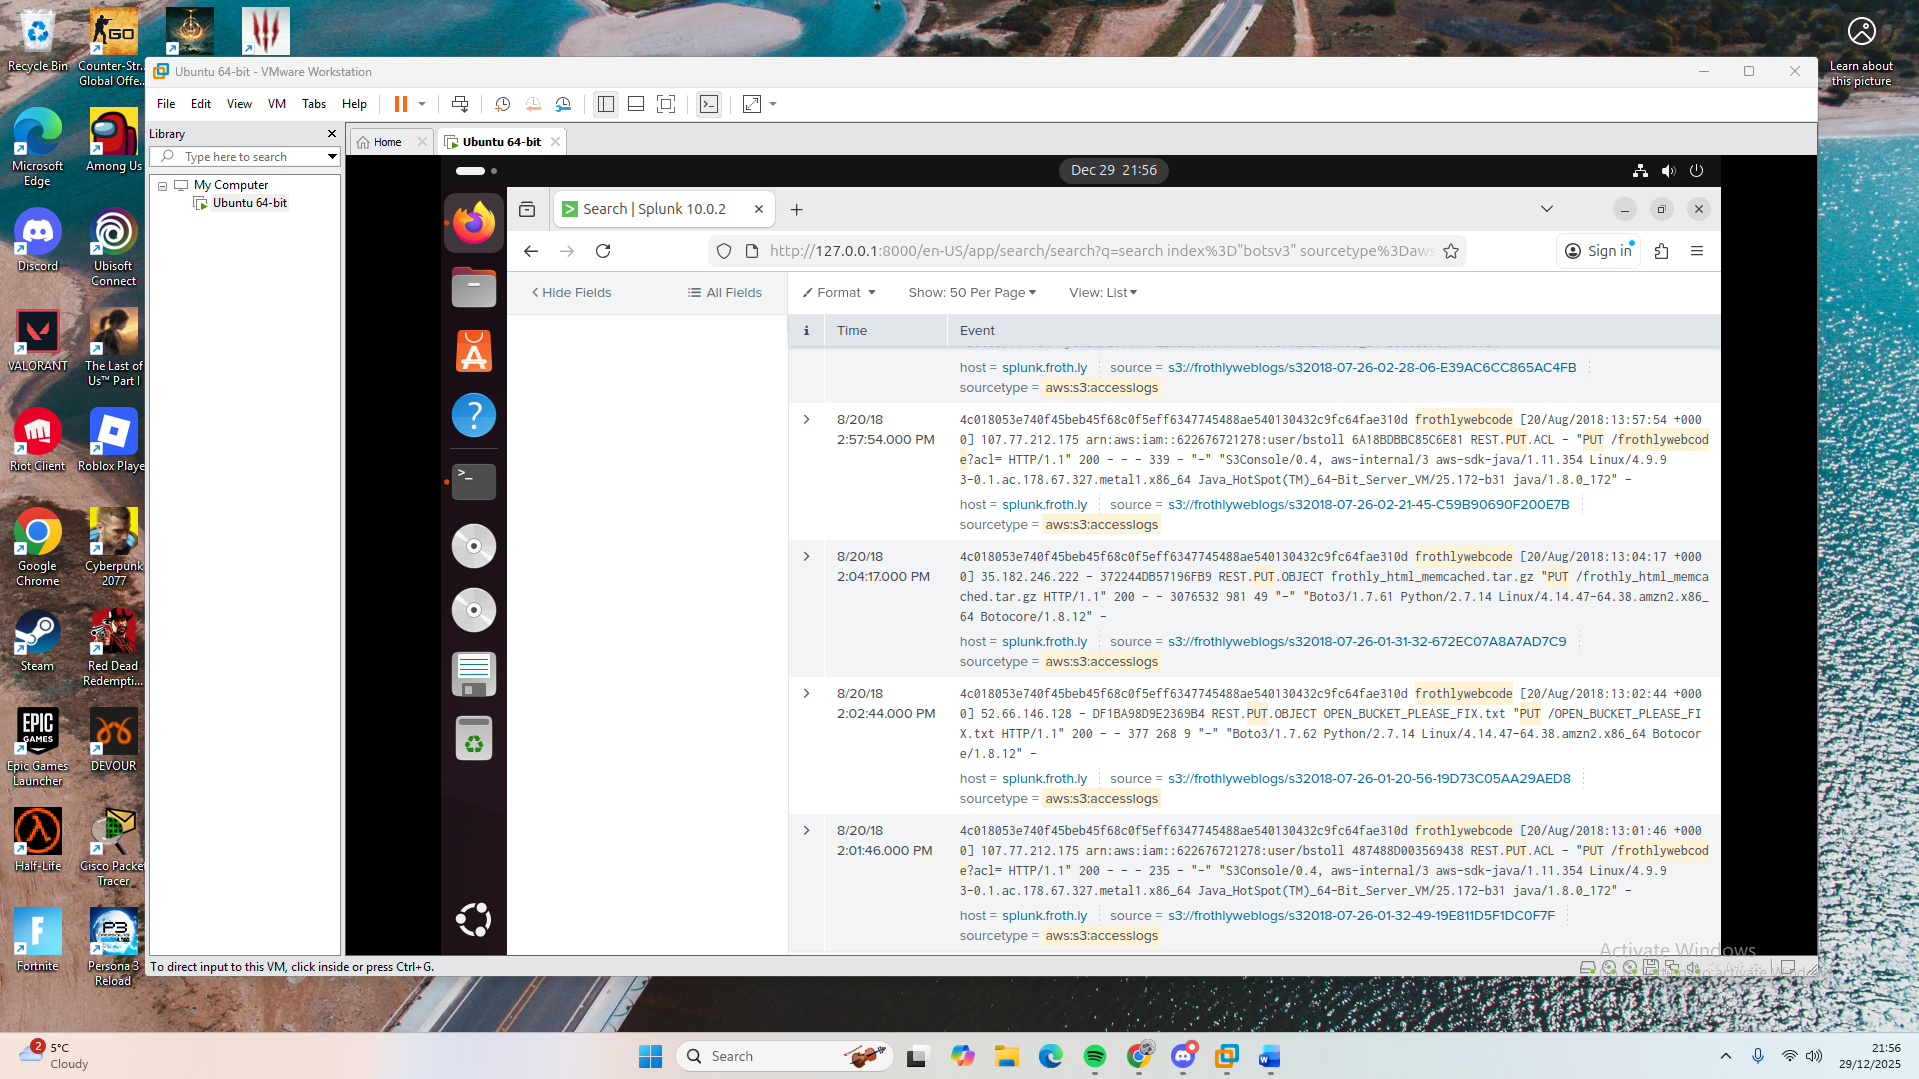 Recycle Bin
Counter-Str...
Global Offe...
Learn about
this picture
Microsoft
Edge
Among Us
Discord
Ubisoft
Connect
VALORANT
The Last of
Us™ Part I
Riot Client
Roblox Playe
Google
Chrome
Cyberpunk
2077
Steam
Red Dead
Redempti...
Epic Games
Launcher
DEVOUR
Half-Life
Cisco Packet
Tracer
Fortnite
Persona 3
Reload
Ubuntu 64-bit - VMware Workstation
File Edit View VM Tabs Help
Library
Type here to search
My Computer
Ubuntu 64-bit
Home
Ubuntu 64-bit
Dec 29 21:56
Search | Splunk 10.0.2
http://127.0.0.1:8000/en-US/app/search/search?q=search index%3D"botsv3" sourcetype%3Daws
Sign in
Hide Fields
All Fields
Format
Show: 50 Per Page
View: List
i Time Event
host = splunk.froth.ly source = s3://frothlyweblogs/s32018-07-26-02-28-06-E39AC6CC865AC4FB
sourcetype = aws:s3:accesslogs
8/20/18
2:57:54.000 PM
4c018053e740f45beb45f68c0f5eff6347745488ae540130432c9fc64fae310d frothlywebcode [20/Aug/2018:13:57:54 +000
0] 107.77.212.175 arn:aws:iam::622676721278:user/bstoll 6A18BDBBC85C6E81 REST.PUT.ACL - "PUT /frothlywebcod
e?acl= HTTP/1.1" 200 - - - 339 - "-" "S3Console/0.4, aws-internal/3 aws-sdk-java/1.11.354 Linux/4.9.9
3-0.1.ac.178.67.327.metal1.x86_64 Java_HotSpot(TM)_64-Bit_Server_VM/25.172-b31 java/1.8.0_172" -
host = splunk.froth.ly source = s3://frothlyweblogs/s32018-07-26-02-21-45-C59B90690F200E7B
sourcetype = aws:s3:accesslogs
8/20/18
2:04:17.000 PM
4c018053e740f45beb45f68c0f5eff6347745488ae540130432c9fc64fae310d frothlywebcode [20/Aug/2018:13:04:17 +000
0] 35.182.246.222 - 372244DB57196FB9 REST.PUT.OBJECT frothly_html_memcached.tar.gz "PUT /frothly_html_memca
ched.tar.gz HTTP/1.1" 200 - - 3076532 981 49 "-" "Boto3/1.7.61 Python/2.7.14 Linux/4.14.47-64.38.amzn2.x86_
64 Botocore/1.8.12" -
host = splunk.froth.ly source = s3://frothlyweblogs/s32018-07-26-01-31-32-672EC07A8A7AD7C9
sourcetype = aws:s3:accesslogs
8/20/18
2:02:44.000 PM
4c018053e740f45beb45f68c0f5eff6347745488ae540130432c9fc64fae310d frothlywebcode [20/Aug/2018:13:02:44 +000
0] 52.66.146.128 - DF1BA98D9E2369B4 REST.PUT.OBJECT OPEN_BUCKET_PLEASE_FIX.txt "PUT /OPEN_BUCKET_PLEASE_FI
X.txt HTTP/1.1" 200 - - 377 268 9 "-" "Boto3/1.7.62 Python/2.7.14 Linux/4.14.47-64.38.amzn2.x86_64 Botocor
e/1.8.12" -
host = splunk.froth.ly source = s3://frothlyweblogs/s32018-07-26-01-20-56-19D73C05AA29AED8
sourcetype = aws:s3:accesslogs
8/20/18
2:01:46.000 PM
4c018053e740f45beb45f68c0f5eff6347745488ae540130432c9fc64fae310d frothlywebcode [20/Aug/2018:13:01:46 +000
0] 107.77.212.175 arn:aws:iam::622676721278:user/bstoll 487488D003569438 REST.PUT.ACL - "PUT /frothlywebcod
e?acl= HTTP/1.1" 200 - - - 235 - "-" "S3Console/0.4, aws-internal/3 aws-sdk-java/1.11.354 Linux/4.9.9
3-0.1.ac.178.67.327.metal1.x86_64 Java_HotSpot(TM)_64-Bit_Server_VM/25.172-b31 java/1.8.0_172" -
host = splunk.froth.ly source = s3://frothlyweblogs/s32018-07-26-01-32-49-19E811D5F1DC0F7F
sourcetype = aws:s3:accesslogs
Activate Windows
To direct input to this VM, click inside or press Ctrl+G.
2
5°C
Cloudy
Search
21:56
29/12/2025